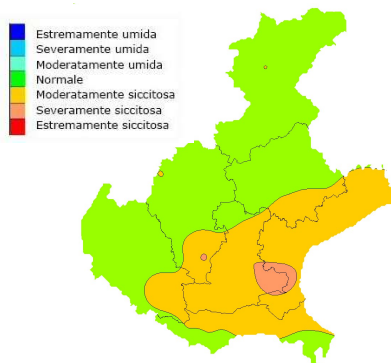 Estremamente umida
Severamente umida
Moderatamente umida
Normale
Moderatamente siccitosa
Severamente siccitosa
Estremamente siccitosa